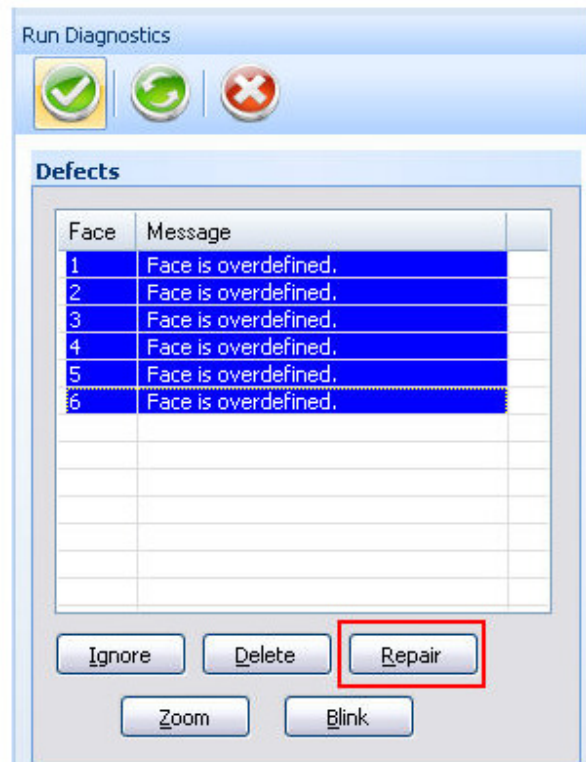 Run Diagnostics
Defects
Face Message
1 Face is overdefined.
2 Face is overdefined.
3 Face is overdefined.
4 Face is overdefined.
5 Face is overdefined.
6 Face is overdefined.
Ignore Delete Repair
Zoom Blink